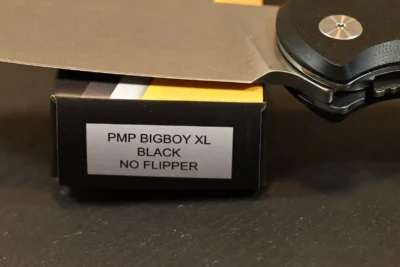 PMP BIGBOY XL
BLACK
NO FLIPPER